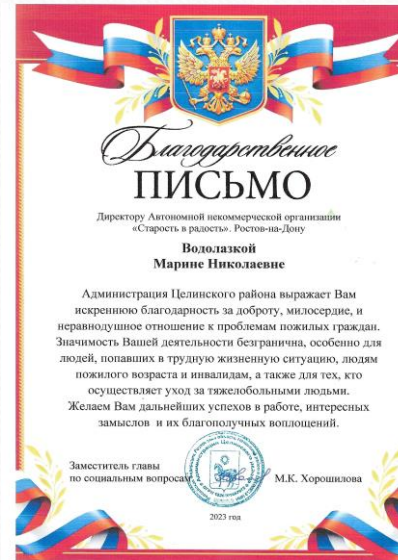 Благодарственное
ПИСЬМО
Директору Автономной некоммерческой организации
«Старость в радость». Ростов-на-Дону
Водолазкой
Марине Николаевне
Администрация Целинского района выражает Вам
искреннюю благодарность за доброту, милосердие, и
неравнодушное отношение к проблемам пожилых граждан.
Значимость Вашей деятельности безгранична, особенно для
людей, попавших в трудную жизненную ситуацию, людям
пожилого возраста и инвалидам, а также для тех, кто
осуществляет уход за тяжелобольными людьми.
Желаем Вам дальнейших успехов в работе, интересных
замыслов и их благополучных воплощений.
Заместитель главы
по социальным вопросам
М.К. Хорошилова
2023 год